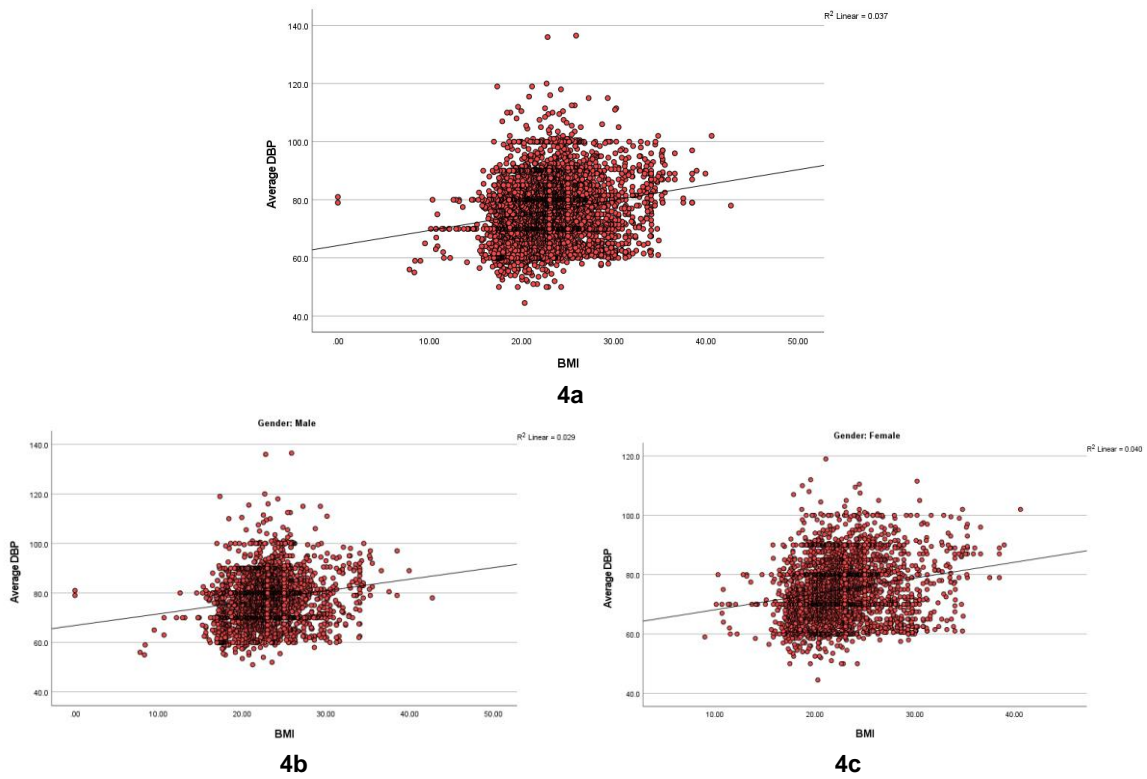 R² Linear = 0.037
140.0
120.0
100.0
80.0
60.0
40.0
Average DBP
.00 10.00 20.00 30.00 40.00 50.00
BMI
4a
Gender: Male
R² Linear = 0.029
140.0
120.0
100.0
80.0
60.0
40.0
Average DBP
.00 10.00 20.00 30.00 40.00 50.00
BMI
4b
Gender: Female
R² Linear = 0.040
120.0
100.0
80.0
60.0
40.0
Average DBP
.00 10.00 20.00 30.00 40.00
BMI
4c